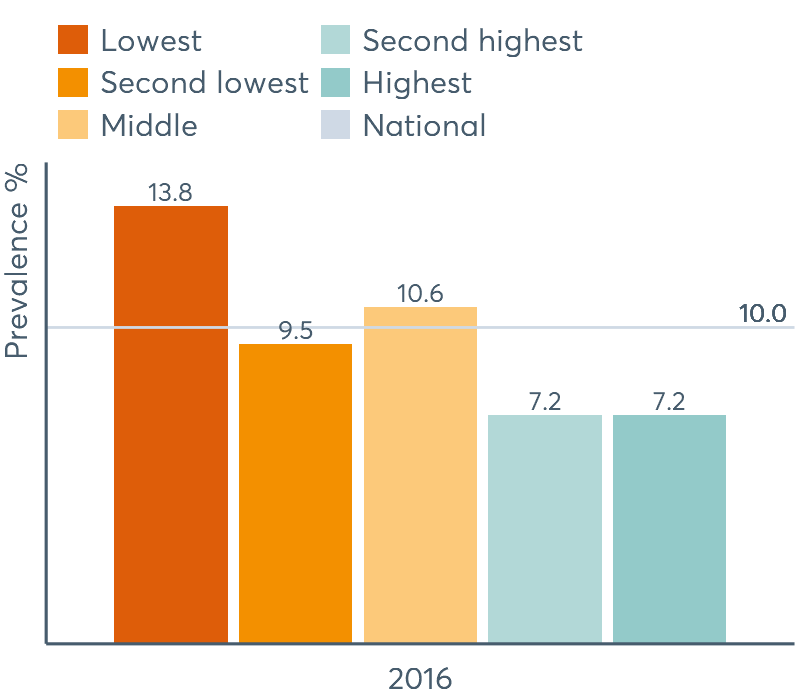 Lowest
Second lowest
Middle
Second highest
Highest
National
Prevalence %
13.8
9.5
10.6
7.2
7.2
10.0
2016